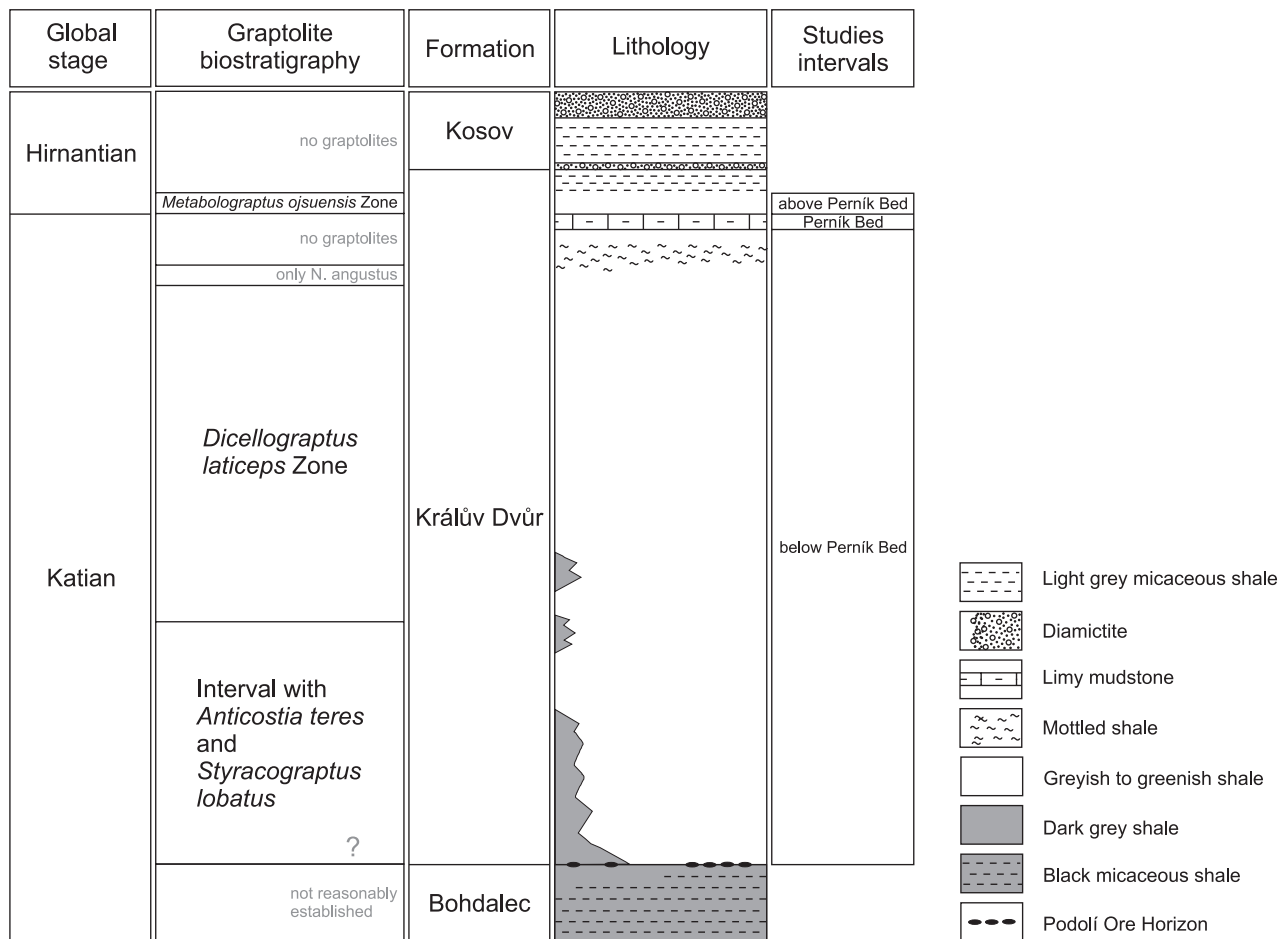 Global
stage
Graptolite
biostratigraphy
Formation
Lithology
Studies
intervals
Hirnantian
Katian
no graptolites
Metabolograptus ojsuensis Zone
no graptolites
only N. angustus
Dicellograptus
laticeps Zone
Interval with
Anticostia teres
and
Styracograptus
lobatus
?
not reasonably
established
Kosov
Králův Dvůr
Bohdalec
above Perník Bed
Perník Bed
below Perník Bed
Light grey micaceous shale
Diamictite
Limy mudstone
Mottled shale
Greyish to greenish shale
Dark grey shale
Black micaceous shale
Podolí Ore Horizon